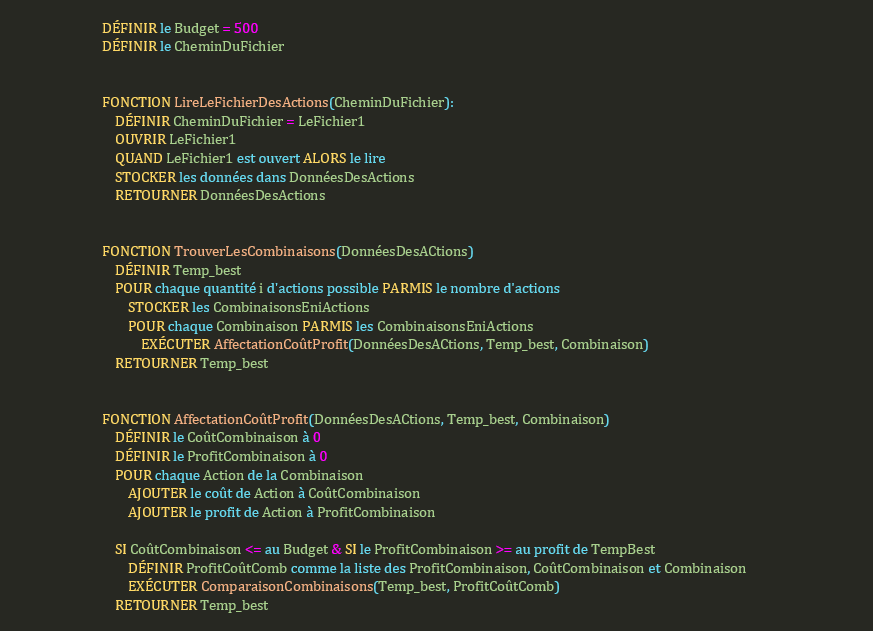 DÉFINIR le Budget = 500
DÉFINIR le CheminDuFichier
FONCTION LireLeFichierDesActions(CheminDuFichier):
DÉFINIR CheminDuFichier = LeFichier1
OUVRIR LeFichier1
QUAND LeFichier1 est ouvert ALORS le lire
STOCKER les données dans DonnéesDesActions
RETOURNER DonnéesDesActions
FONCTION TrouverLesCombinaisons(DonnéesDesACtions)
DÉFINIR Temp_best
POUR chaque quantité i d'actions possible PARMIS le nombre d'actions
STOCKER les CombinaisonsEniActions
POUR chaque Combinaison PARMIS les CombinaisonsEniActions
EXÉCUTER AffectationCoûtProfit(DonnéesDesACtions, Temp_best, Combinaison)
RETOURNER Temp_best
FONCTION AffectationCoûtProfit(DonnéesDesACtions, Temp_best, Combinaison)
DÉFINIR le CoûtCombinaison à 0
DÉFINIR le ProfitCombinaison à 0
POUR chaque Action de la Combinaison
AJOUTER le coût de Action à CoûtCombinaison
AJOUTER le profit de Action à ProfitCombinaison
SI CoûtCombinaison <= au Budget & SI le ProfitCombinaison >= au profit de TempBest
DÉFINIR ProfitCoûtComb comme la liste des ProfitCombinaison, CoûtCombinaison et Combinaison
EXÉCUTER ComparaisonCombinaisons(Temp_best, ProfitCoûtComb)
RETOURNER Temp_best